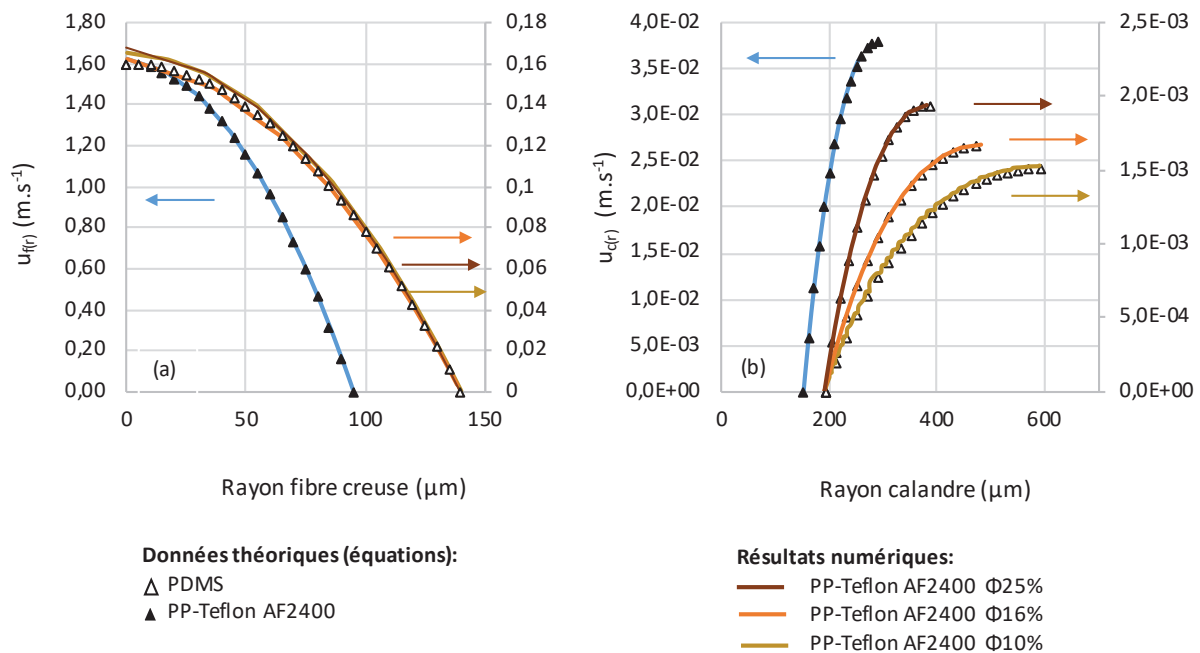 1,80
1,60
1,40
1,20
1,00
0,80
0,60
0,40
0,20
0,00
u_f(r) (m.s⁻¹)
0,18
0,16
0,14
0,12
0,1
0,08
0,06
0,04
0,02
0
(a)
0
50
100
150
Rayon fibre creuse (µm)
4,0E-02
3,5E-02
3,0E-02
2,5E-02
2,0E-02
1,5E-02
1,0E-02
5,0E-03
0,0E+00
u_c(r) (m.s⁻¹)
2,5E-03
2,0E-03
1,5E-03
1,0E-03
5,0E-04
0,0E+00
(b)
0
200
400
600
Rayon calandre (µm)
Données théoriques (équations):
PDMS
PP-Teflon AF2400
Résultats numériques:
PP-Teflon AF2400 Φ25%
PP-Teflon AF2400 Φ16%
PP-Teflon AF2400 Φ10%